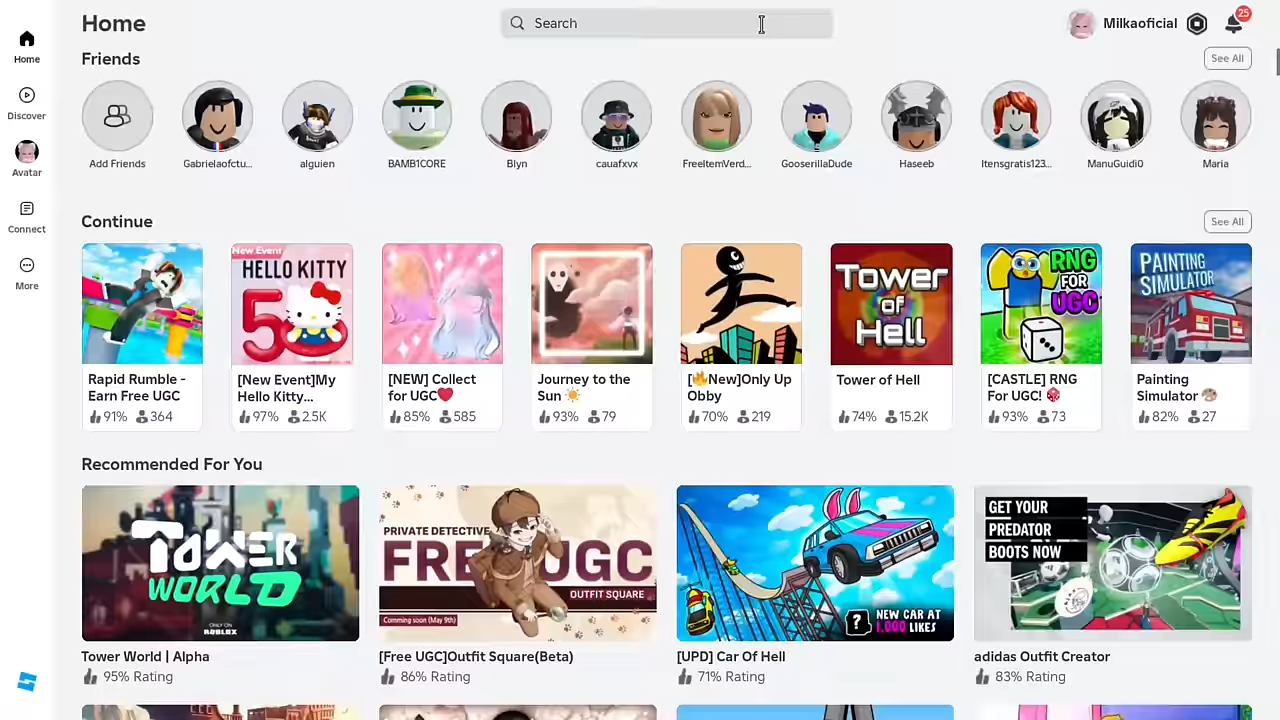 Home
Search
Milkaoficial
25
Home
Discover
Avatar
Connect
More
Friends
See All
Add Friends
Gabrielaofctu...
alguien
BAMB1CORE
Blyn
cauafxvx
FreeItemVerd...
GooserillaDude
Haseeb
Itensgratis123...
ManuGuidi0
Maria
Continue
See All
New Event
HELLO KITTY
50
Tower
of
Hell
RNG
FOR
UGC
PAINTING
SIMULATOR
Rapid Rumble -
Earn Free UGC
91% 364
[New Event]My
Hello Kitty...
97% 2.5K
[NEW] Collect
for UGC❤️
85% 585
Journey to the
Sun ☀️
93% 79
[🔥New]Only Up
Obby
70% 219
Tower of Hell
74% 15.2K
[CASTLE] RNG
For UGC! 🎲
93% 73
Painting
Simulator 🎨
82% 27
Recommended For You
TOWER
WORLD
ONLY ON
ROBLOX
PRIVATE DETECTIVE
FREE UGC
OUTFIT SQUARE
Comming soon (May 9th)
?
NEW CAR AT
1,000 LIKES
GET YOUR
PREDATOR
BOOTS NOW
Tower World | Alpha
95% Rating
[Free UGC]Outfit Square(Beta)
86% Rating
[UPD] Car Of Hell
71% Rating
adidas Outfit Creator
83% Rating